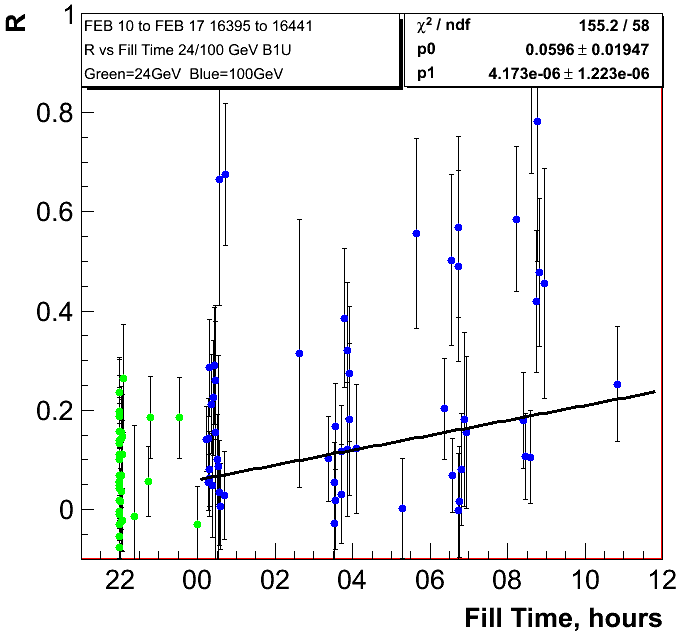 R
FEB 10 to FEB 17 16395 to 16441
R vs Fill Time 24/100 GeV B1U
Green=24GeV Blue=100GeV
χ² / ndf 155.2 / 58
p0 0.0596 ± 0.01947
p1 4.173e-06 ± 1.223e-06
1
0.8
0.6
0.4
0.2
0
22 00 02 04 06 08 10 12
Fill Time, hours